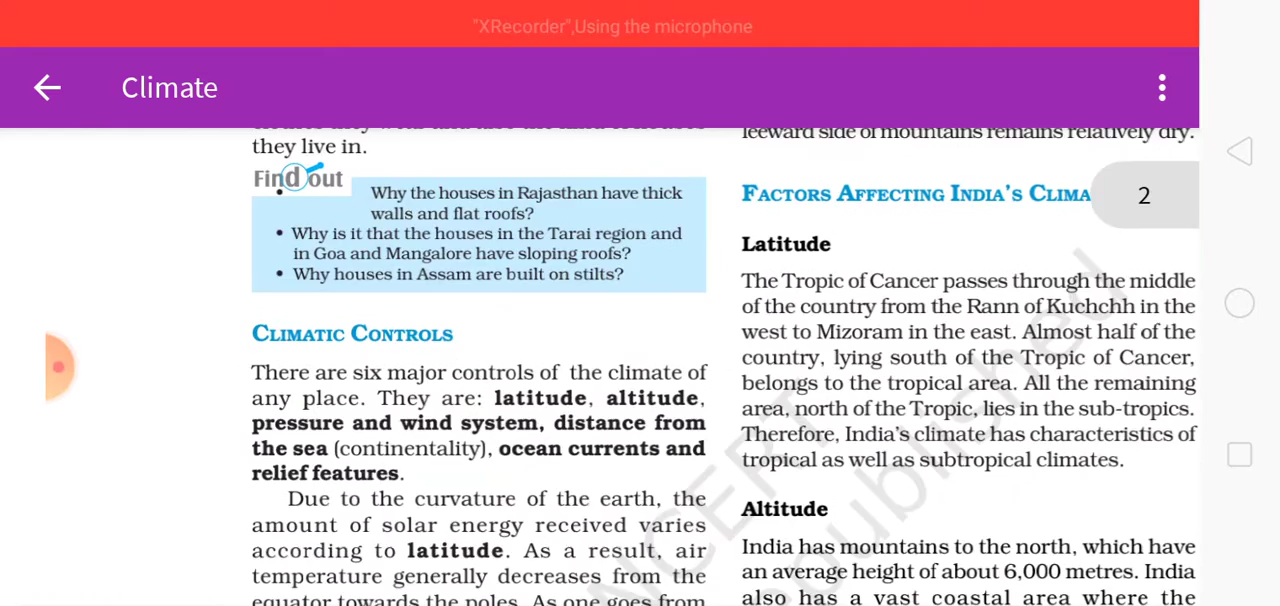 "XRecorder",Using the microphone
Climate
they live in.
Find out
Why the houses in Rajasthan have thick
walls and flat roofs?
• Why is it that the houses in the Tarai region and
in Goa and Mangalore have sloping roofs?
• Why houses in Assam are built on stilts?
CLIMATIC CONTROLS
There are six major controls of the climate of
any place. They are: latitude, altitude,
pressure and wind system, distance from
the sea (continentality), ocean currents and
relief features.
Due to the curvature of the earth, the
amount of solar energy received varies
according to latitude. As a result, air
temperature generally decreases from the
equator towards the poles. As one goes from
leeward side of mountains remains relatively dry.
FACTORS AFFECTING INDIA'S CLIMA
2
Latitude
The Tropic of Cancer passes through the middle
of the country from the Rann of Kuchchh in the
west to Mizoram in the east. Almost half of the
country, lying south of the Tropic of Cancer,
belongs to the tropical area. All the remaining
area, north of the Tropic, lies in the sub-tropics.
Therefore, India's climate has characteristics of
tropical as well as subtropical climates.
Altitude
India has mountains to the north, which have
an average height of about 6,000 metres. India
also has a vast coastal area where the
NCERT
published